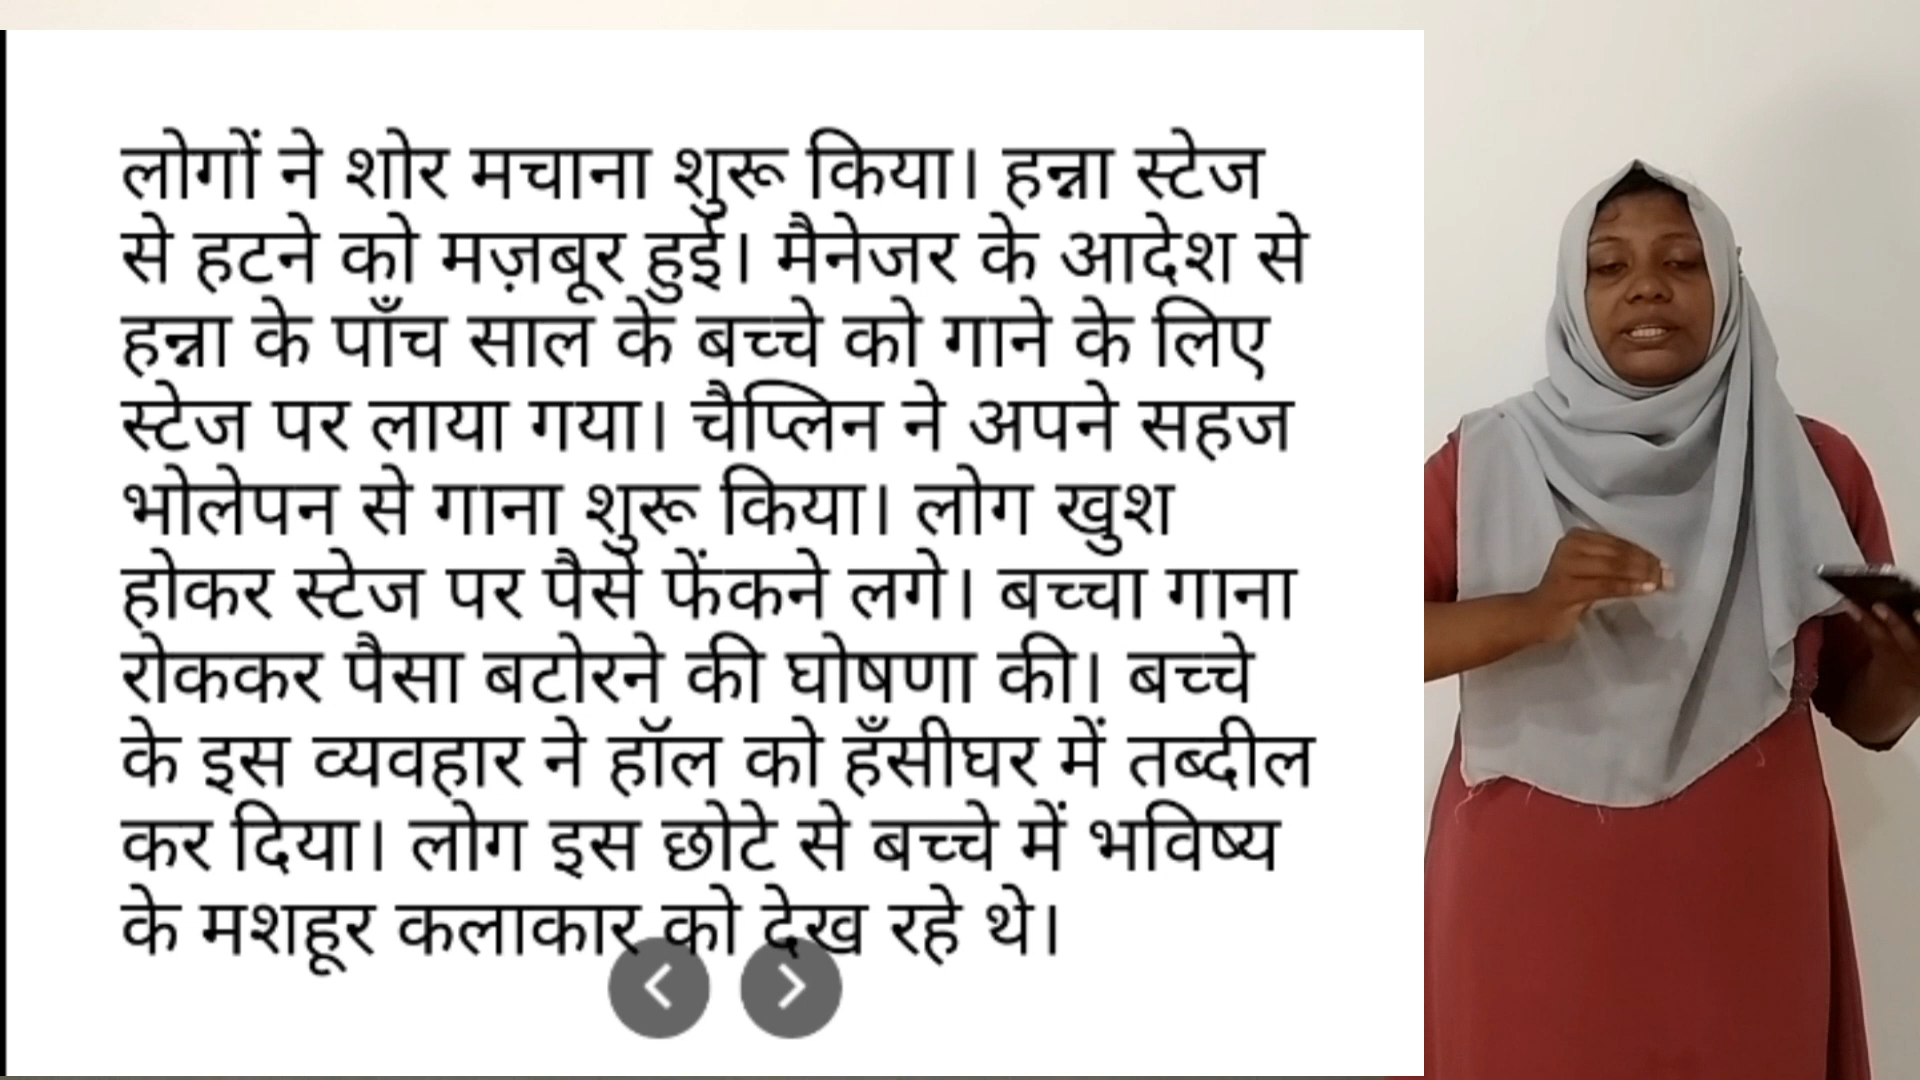 लोगों ने शोर मचाना शुरू किया। हन्ना स्टेज
से हटने को मज़बूर हुई। मैनेजर के आदेश से
हन्ना के पाँच साल के बच्चे को गाने के लिए
स्टेज पर लाया गया। चैप्लिन ने अपने सहज
भोलेपन से गाना शुरू किया। लोग खुश
होकर स्टेज पर पैसे फेंकने लगे। बच्चा गाना
रोककर पैसा बटोरने की घोषणा की। बच्चे
के इस व्यवहार ने हॉल को हँसीघर में तब्दील
कर दिया। लोग इस छोटे से बच्चे में भविष्य
के मशहूर कलाकार को देख रहे थे।